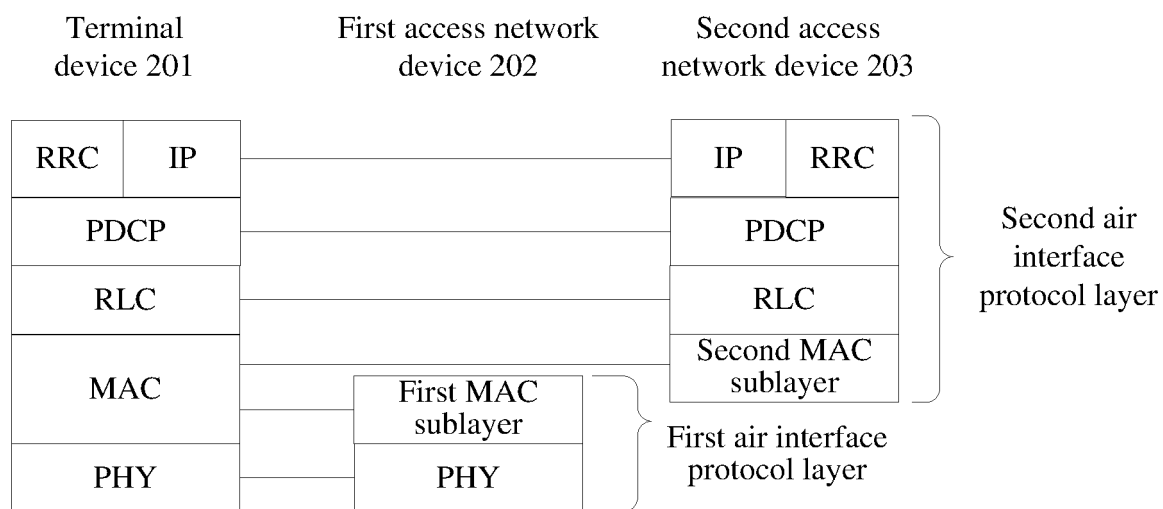 Terminal
device 201
First access network
device 202
Second access
network device 203
RRC
IP
IP
RRC
PDCP
PDCP
RLC
RLC
MAC
First MAC
sublayer
Second MAC
sublayer
PHY
PHY
Second air
interface
protocol layer
First air interface
protocol layer